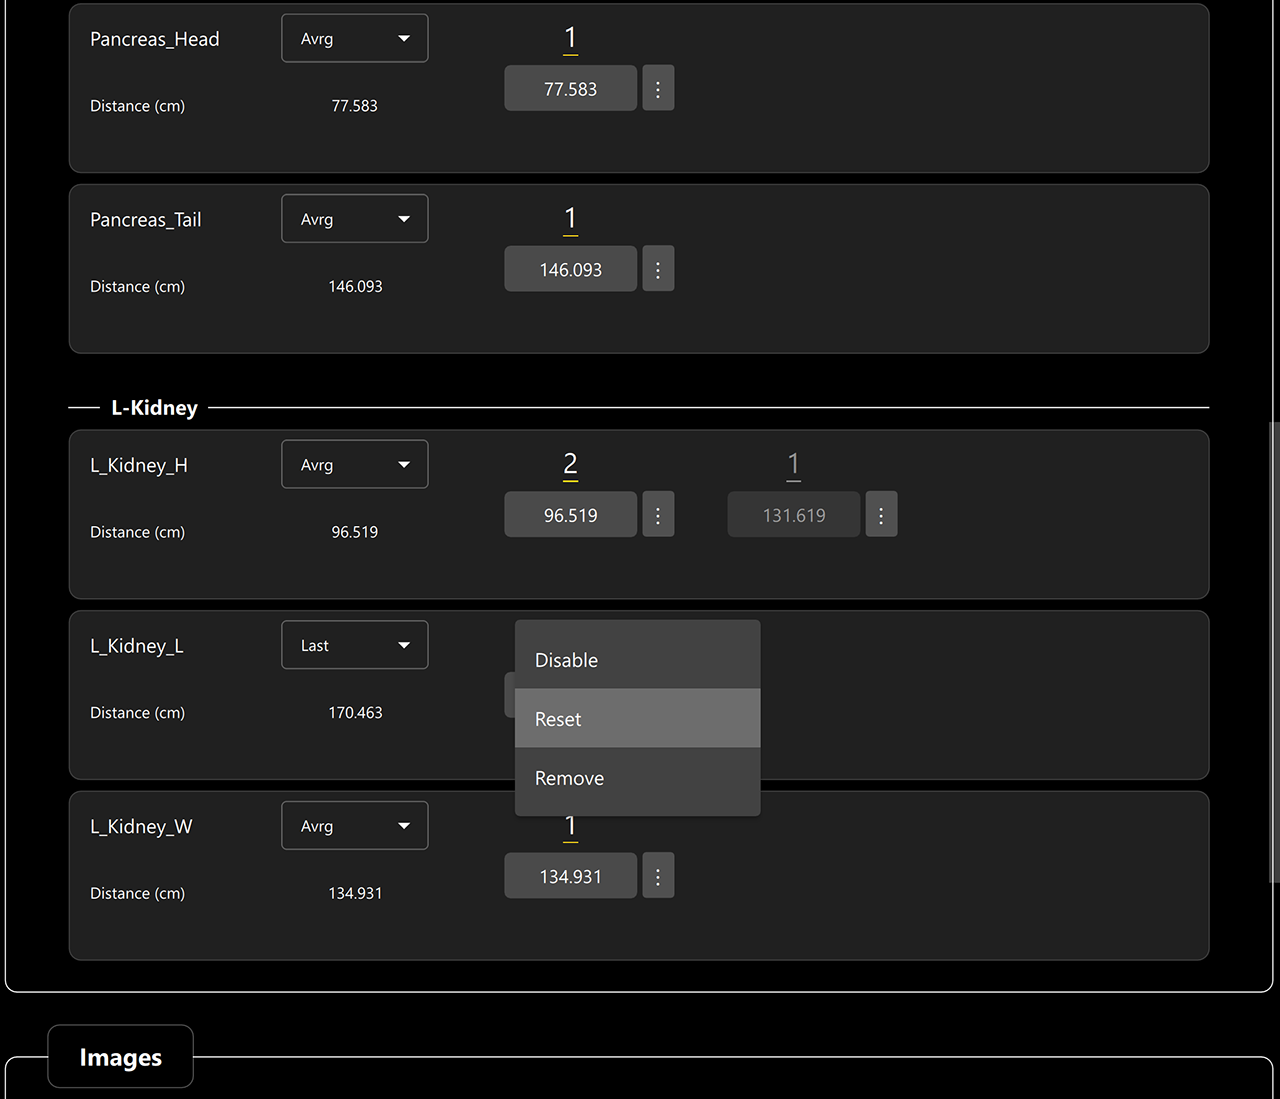 Pancreas_Head Avrg 1
77.583
Distance (cm) 77.583
Pancreas_Tail Avrg 1
146.093
Distance (cm) 146.093
L-Kidney
L_Kidney_H Avrg 2 1
96.519 131.619
Distance (cm) 96.519
L_Kidney_L Last
Disable
Distance (cm) 170.463
Reset
Remove
L_Kidney_W Avrg 1
134.931
Distance (cm) 134.931
Images